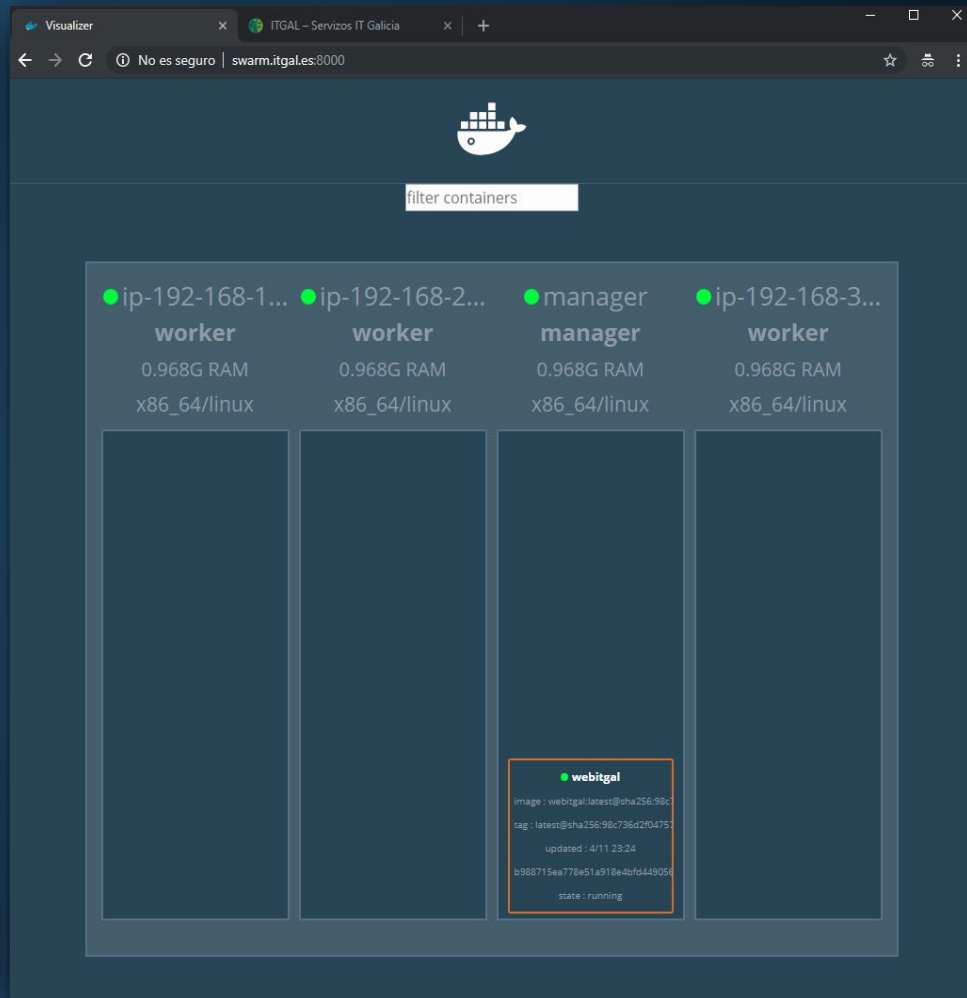 Visualizer
ITGAL – Servizos IT Galicia
No es seguro | swarm.itgal.es:8000
filter containers
ip-192-168-1...
worker
0.968G RAM
x86_64/linux
ip-192-168-2...
worker
0.968G RAM
x86_64/linux
manager
manager
0.968G RAM
x86_64/linux
ip-192-168-3...
worker
0.968G RAM
x86_64/linux
webitgal
image : webitgal:latest@sha256:98c7
tag : latest@sha256:98c736d2f04757
updated : 4/11 23:24
b988715ea778e51a918e4bfd449056
state : running